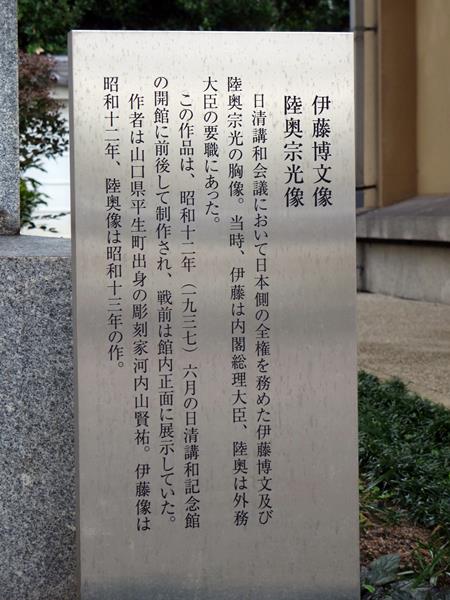 伊藤博文像
陸奥宗光像
日清講和会議において日本側の全権を務めた伊藤博文及び
陸奥宗光の胸像。当時、伊藤は内閣総理大臣、陸奥は外務
大臣の要職にあった。
この作品は、昭和十二年（一九三七）六月の日清講和記念館
の開館に前後して制作され、戦前は館内正面に展示していた。
作者は山口県平生町出身の彫刻家河内山賢祐。伊藤像は
昭和十二年、陸奥像は昭和十三年の作。